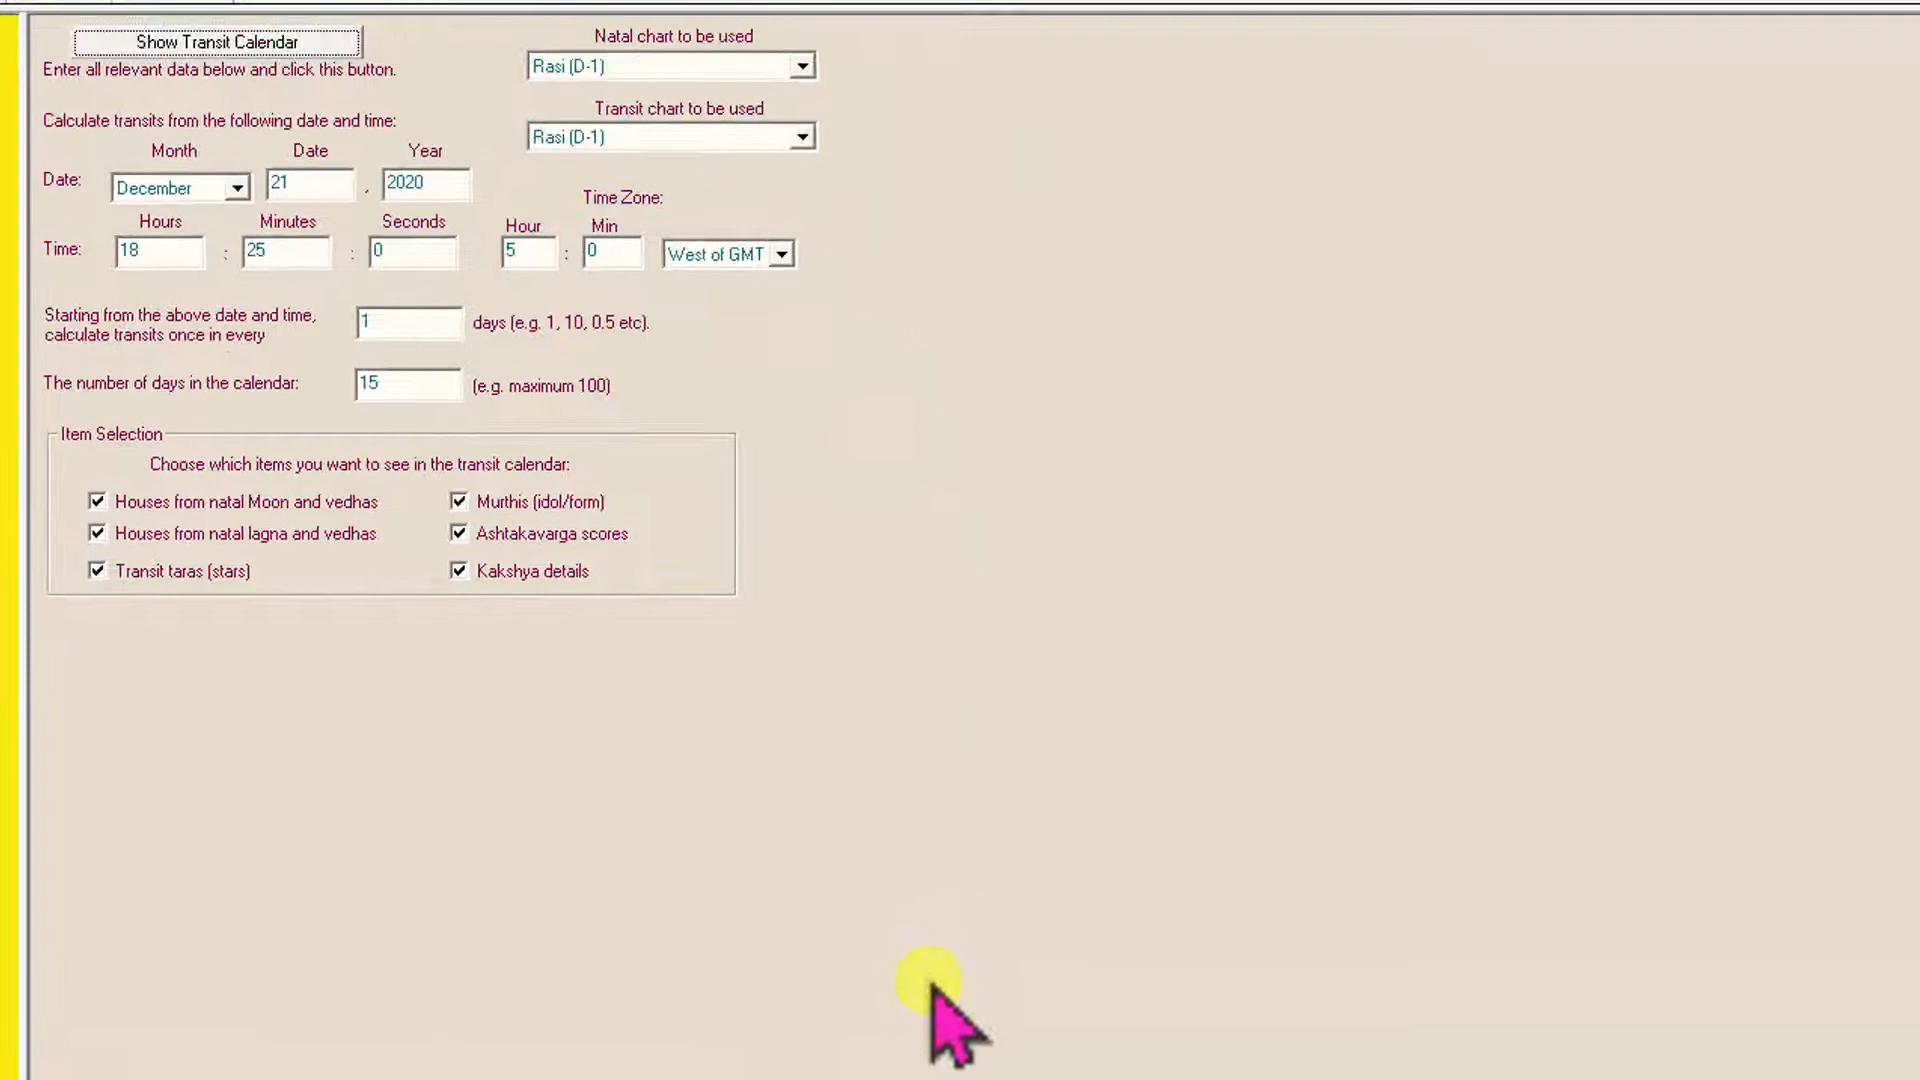 Show Transit Calendar
Natal chart to be used
Enter all relevant data below and click this button.
Rasi (D-1)
Transit chart to be used
Calculate transits from the following date and time:
Rasi (D-1)
Month Date Year
Date: December 21 , 2020
Time Zone:
Hours Minutes Seconds Hour Min
Time: 18 : 25 : 0 5 : 0 West of GMT
Starting from the above date and time,
calculate transits once in every 1 days (e.g. 1, 10, 0.5 etc).
The number of days in the calendar: 15 (e.g. maximum 100)
Item Selection
Choose which items you want to see in the transit calendar:
Houses from natal Moon and vedhas Murthis (idol/form)
Houses from natal lagna and vedhas Ashtakavarga scores
Transit taras (stars) Kakshya details